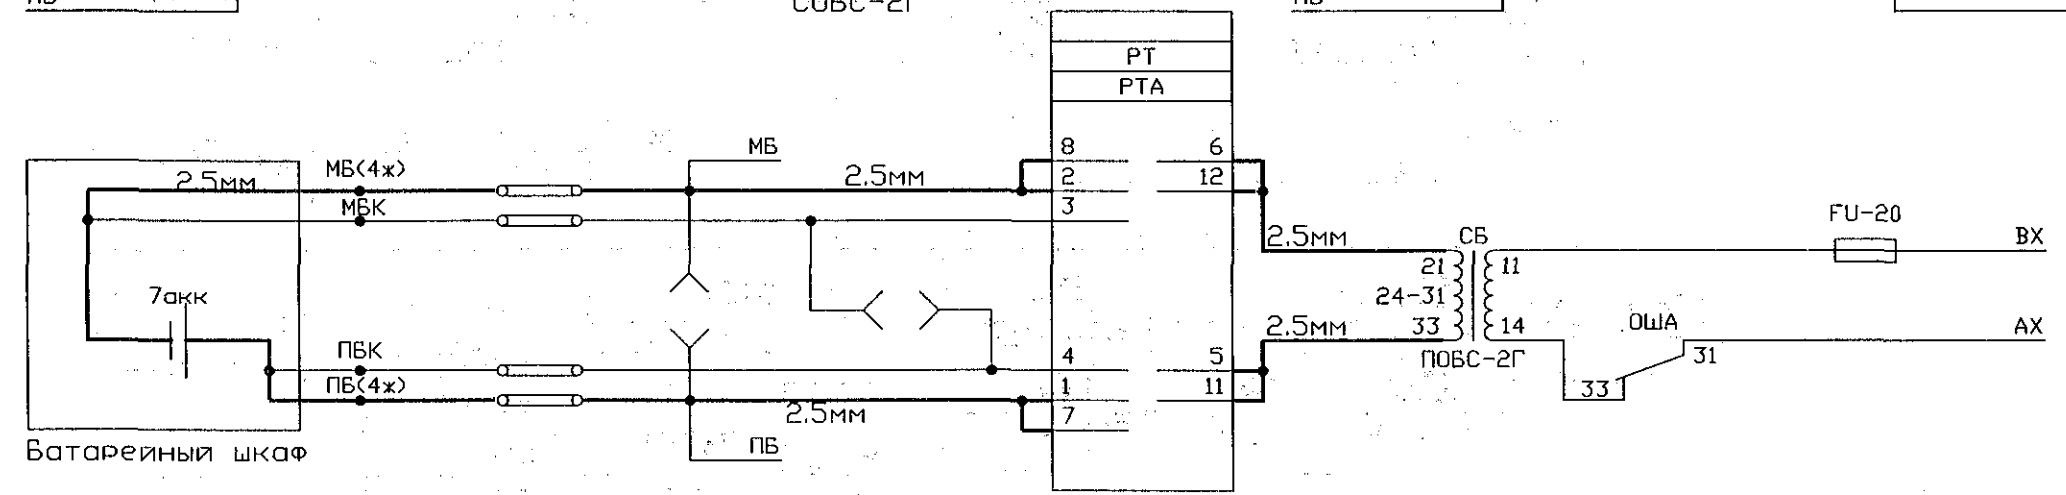 СОБС-2Г
РТ
РТА
8
6
МБ
2
12
МБ(4ж)
2.5мм
2.5мм
3
МБК
FU-20
2.5мм
СБ
ВХ
21
11
7акк
24-31
2.5мм
33
14
ОША
АХ
ПБК
4
5
ПОБС-2Г
31
ПБ(4ж)
1
11
33
2.5мм
7
ПБ
Батарейный шкаф